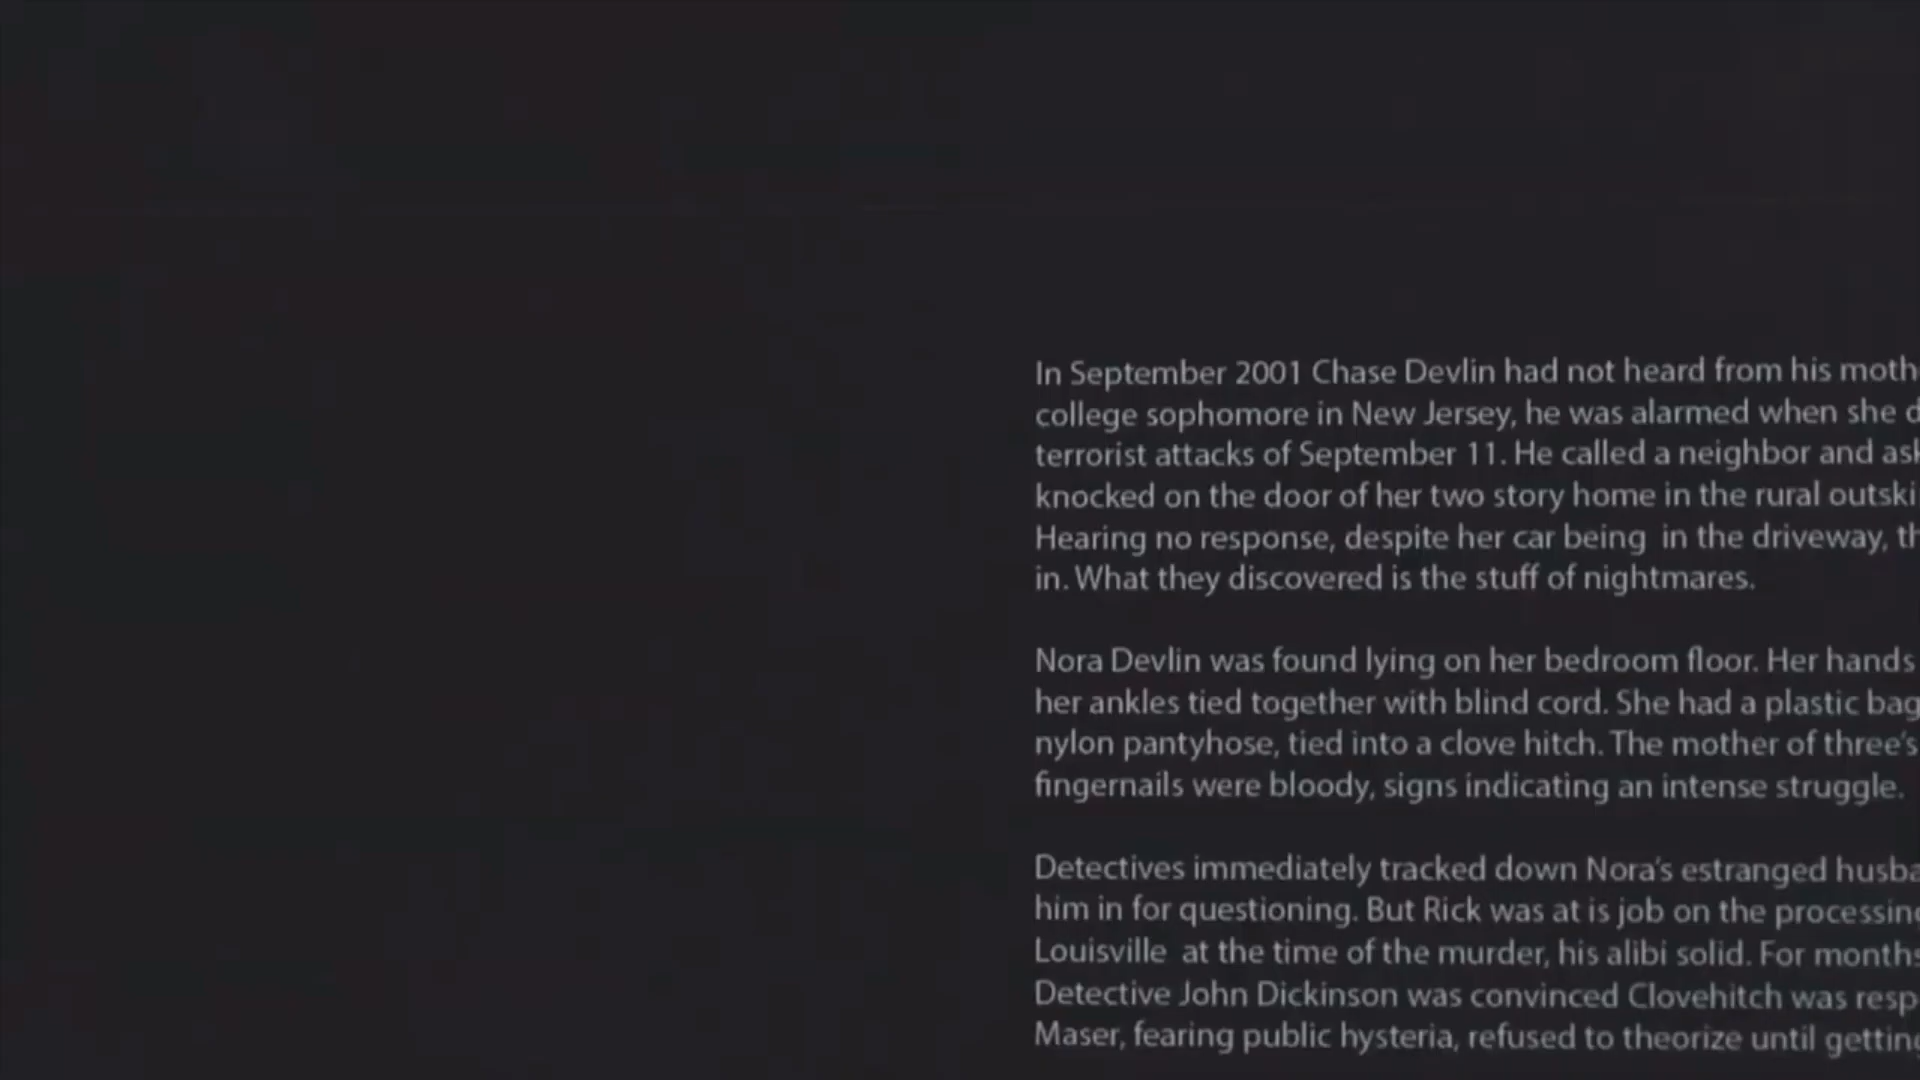 In September 2001 Chase Devlin had not heard from his moth
college sophomore in New Jersey, he was alarmed when she d
terrorist attacks of September 11. He called a neighbor and ask
knocked on the door of her two story home in the rural outski
Hearing no response, despite her car being in the driveway, th
in. What they discovered is the stuff of nightmares.
Nora Devlin was found lying on her bedroom floor. Her hands
her ankles tied together with blind cord. She had a plastic bag
nylon pantyhose, tied into a clove hitch. The mother of three's
fingernails were bloody, signs indicating an intense struggle.
Detectives immediately tracked down Nora's estranged husba
him in for questioning. But Rick was at is job on the processing
Louisville at the time of the murder, his alibi solid. For months
Detective John Dickinson was convinced Clovehitch was resp
Maser, fearing public hysteria, refused to theorize until getting